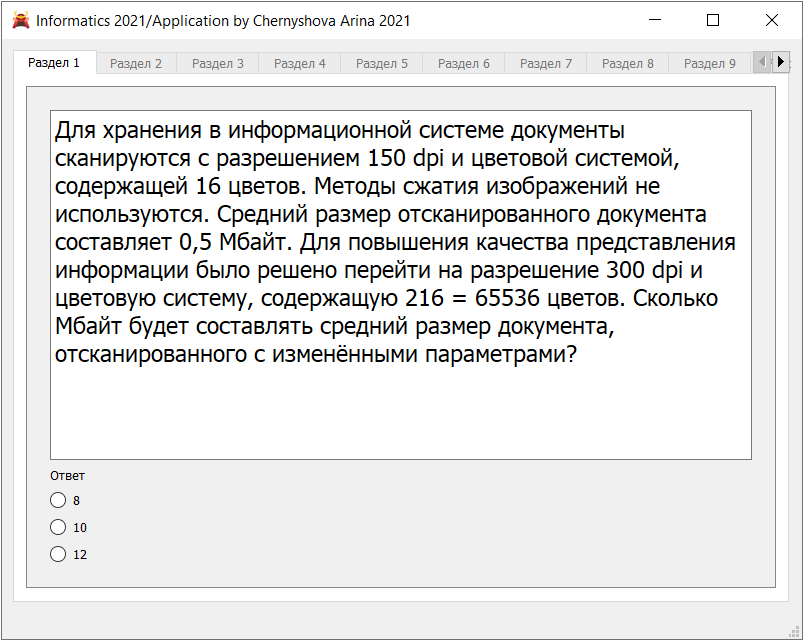 Informatics 2021/Application by Chernyshova Arina 2021
Раздел 1 Раздел 2 Раздел 3 Раздел 4 Раздел 5 Раздел 6 Раздел 7 Раздел 8 Раздел 9
Для хранения в информационной системе документы
сканируются с разрешением 150 dpi и цветовой системой,
содержащей 16 цветов. Методы сжатия изображений не
используются. Средний размер отсканированного документа
составляет 0,5 Мбайт. Для повышения качества представления
информации было решено перейти на разрешение 300 dpi и
цветовую систему, содержащую 216 = 65536 цветов. Сколько
Мбайт будет составлять средний размер документа,
отсканированного с изменёнными параметрами?
Ответ
8
10
12